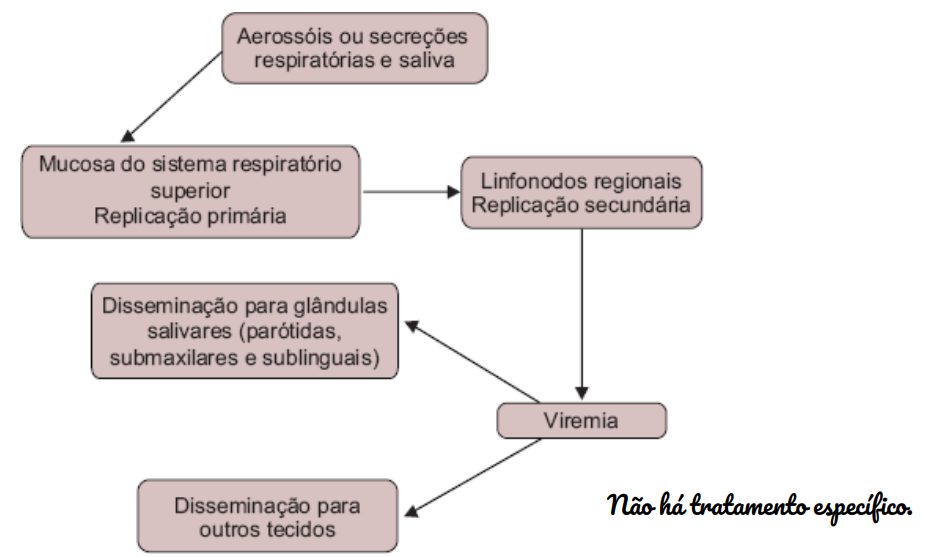 Aerossóis ou secreções
respiratórias e saliva
Mucosa do sistema respiratório
superior
Replicação primária
Linfonodos regionais
Replicação secundária
Disseminação para glândulas
salivares (parótidas,
submaxilares e sublinguais)
Viremia
Disseminação para
outros tecidos
Não há tratamento específico.